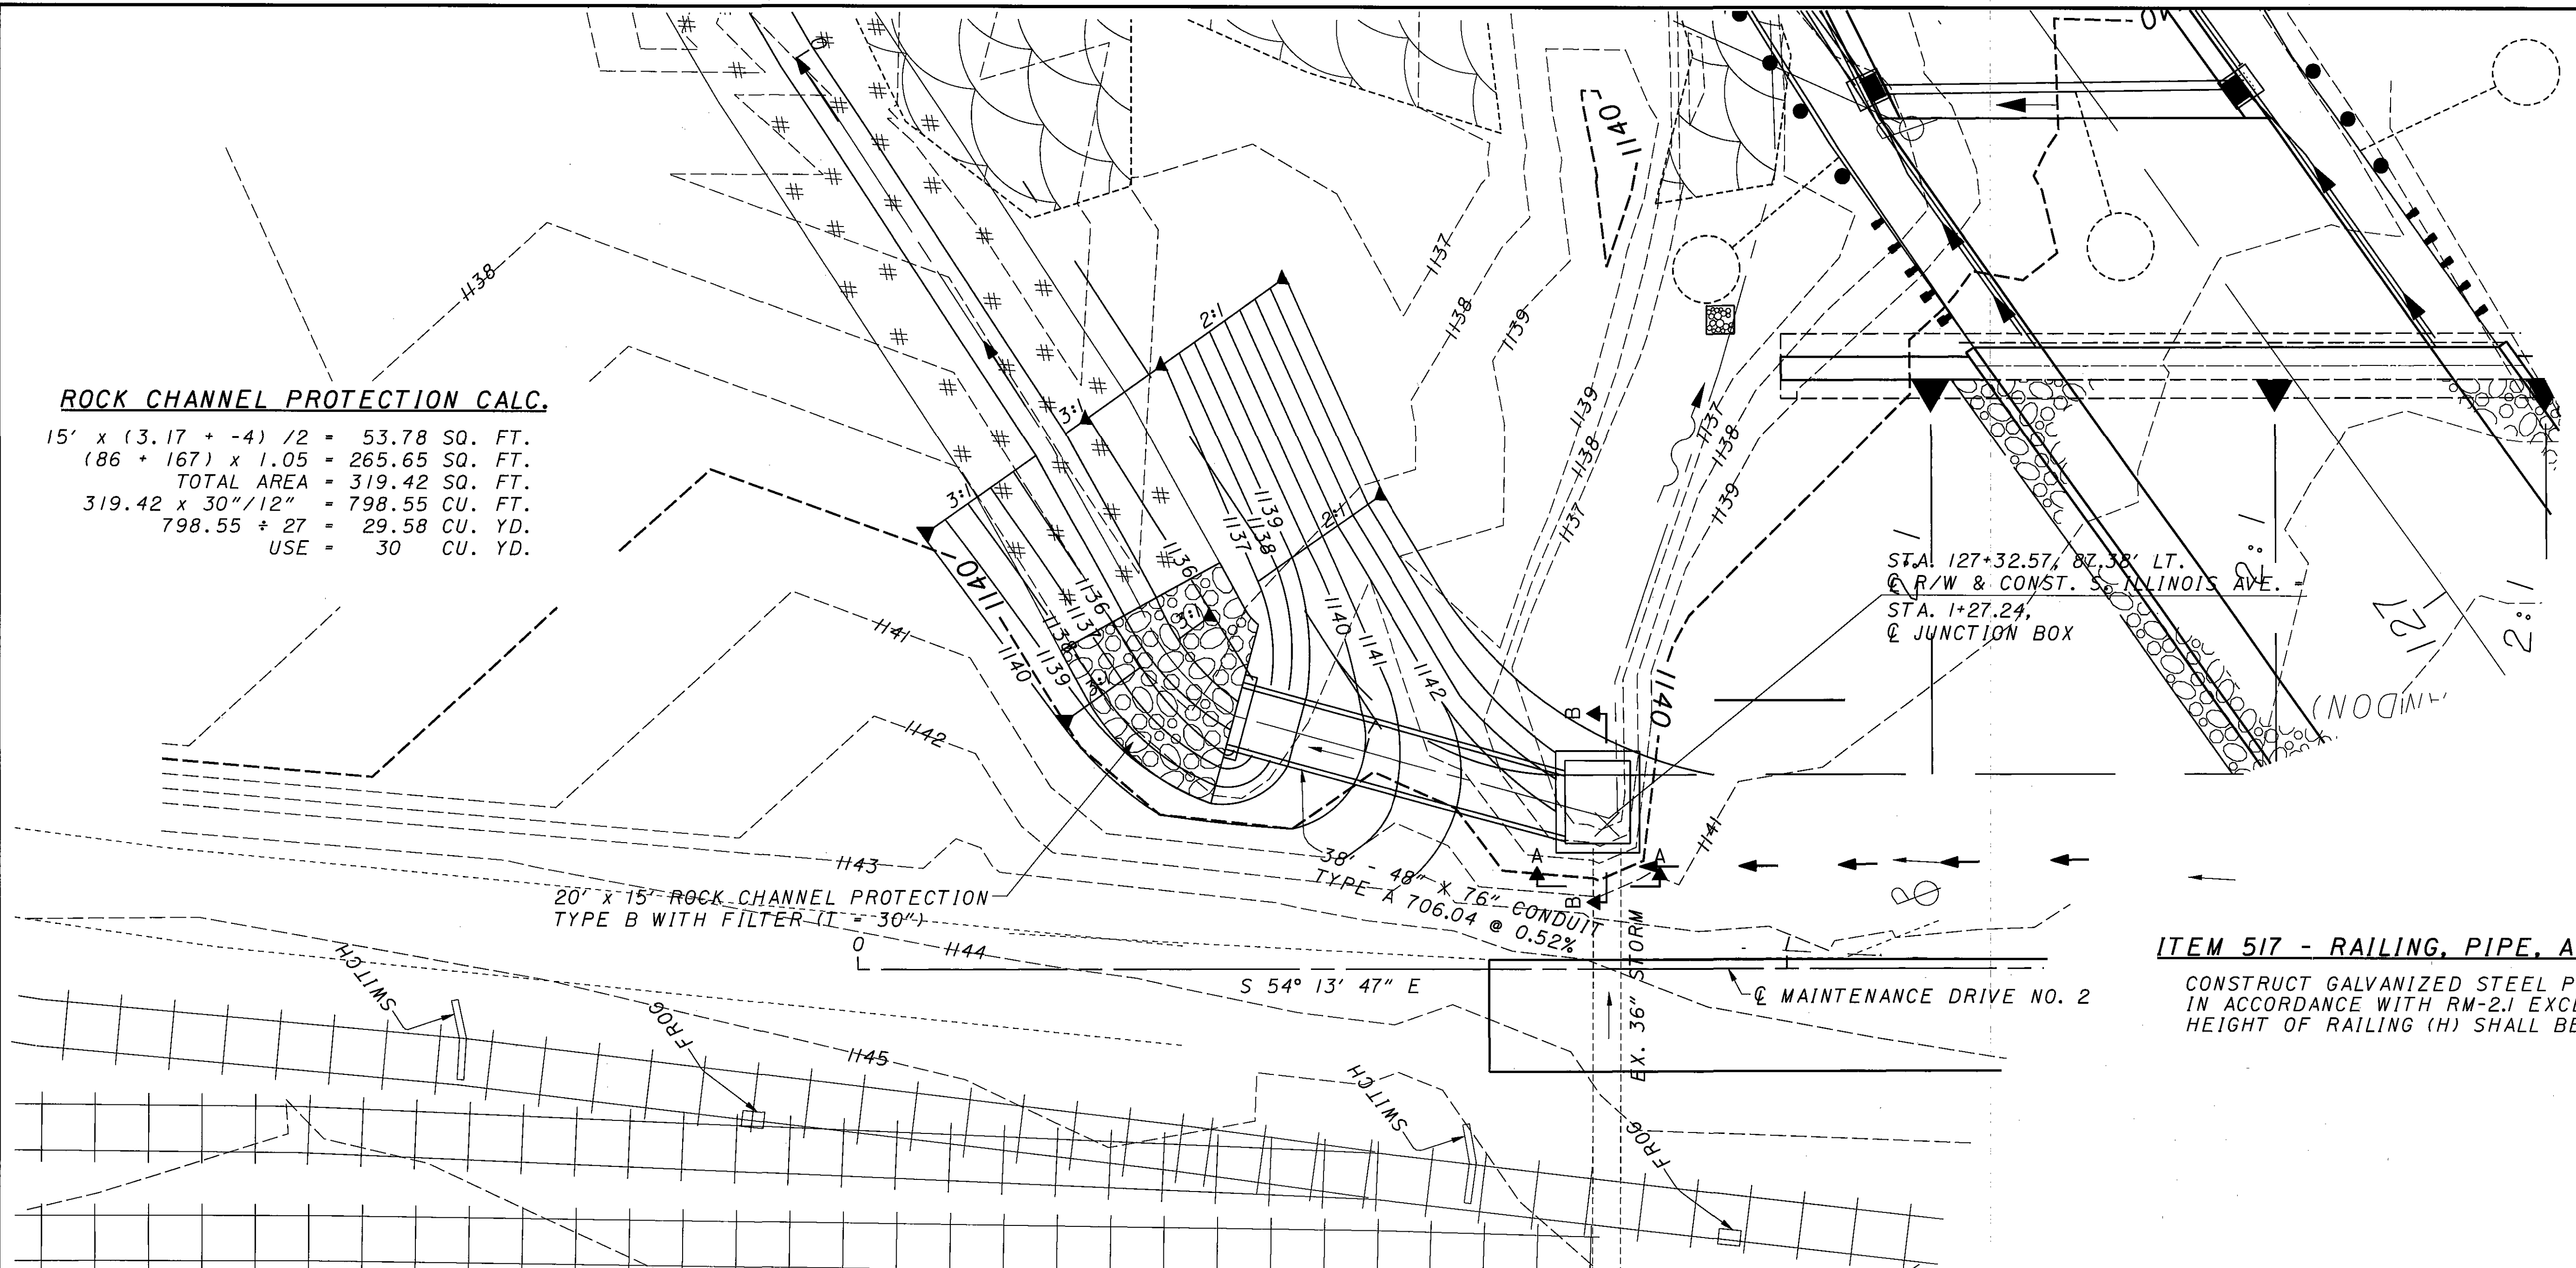 ROCK CHANNEL PROTECTION CALC.
15' x (3.17 + -4) /2 = 53.78 SQ. FT.
(86 + 167) x 1.05 = 265.65 SQ. FT.
TOTAL AREA = 319.42 SQ. FT.
319.42 x 30"/12" = 798.55 CU. FT.
798.55 ÷ 27 = 29.58 CU. YD.
USE = 30 CU. YD.
1138
1140
1137
1138
1139
2:1
3:1
3:1
2:1
1139
1138
1137
1139
1138
1137
1137
1138
1139
1136
1140
1136
1137
1138
1139
1140
3:1
3:1
1140
1141
1142
1141
1142
1143
1144
1145
1140
1141
STA. 127+32.57, 87.38' LT.
℄ R/W & CONST. S. ILLINOIS AVE. =
STA. 1+27.24,
℄ JUNCTION BOX
2:1
2:1
127
B
B
A
A
20' x 15' ROCK CHANNEL PROTECTION
TYPE B WITH FILTER (T = 30")
38' - 48" X 76" CONDUIT
TYPE A 706.04 @ 0.52%
EX. 36" STORM
0
1
S 54° 13' 47" E
℄ MAINTENANCE DRIVE NO. 2
SWITCH
FROG
SWITCH
FROG
ITEM 517 - RAILING, PIPE, A
CONSTRUCT GALVANIZED STEEL P
IN ACCORDANCE WITH RM-2.1 EXC
HEIGHT OF RAILING (H) SHALL BE